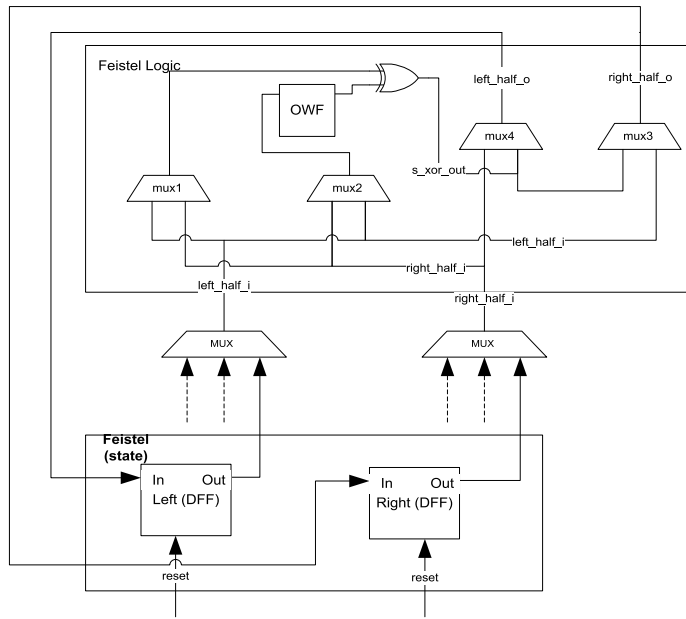 Feistel Logic
left_half_o
right_half_o
OWF
mux4
mux3
s_xor_out
mux1
mux2
left_half_i
right_half_i
left_half_i
right_half_i
MUX
MUX
Feistel
(state)
In
Out
Left (DFF)
In
Out
Right (DFF)
reset
reset